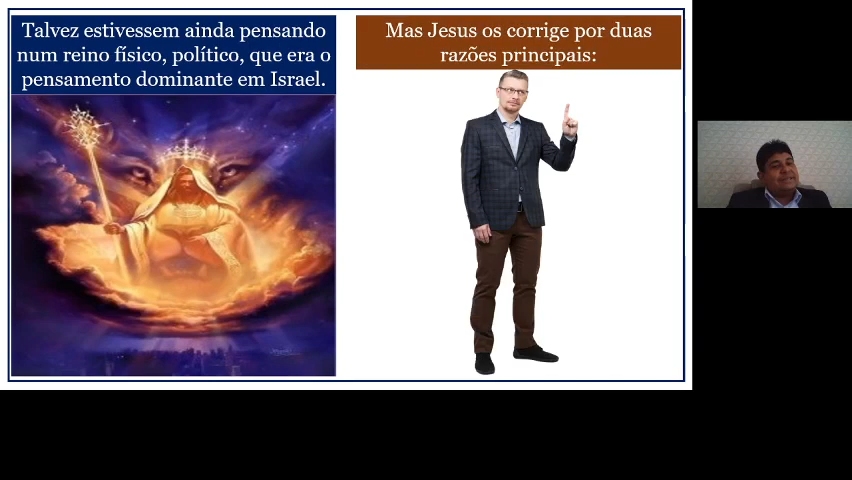 Talvez estivessem ainda pensando
num reino físico, político, que era o
pensamento dominante em Israel.
Mas Jesus os corrige por duas
razões principais: